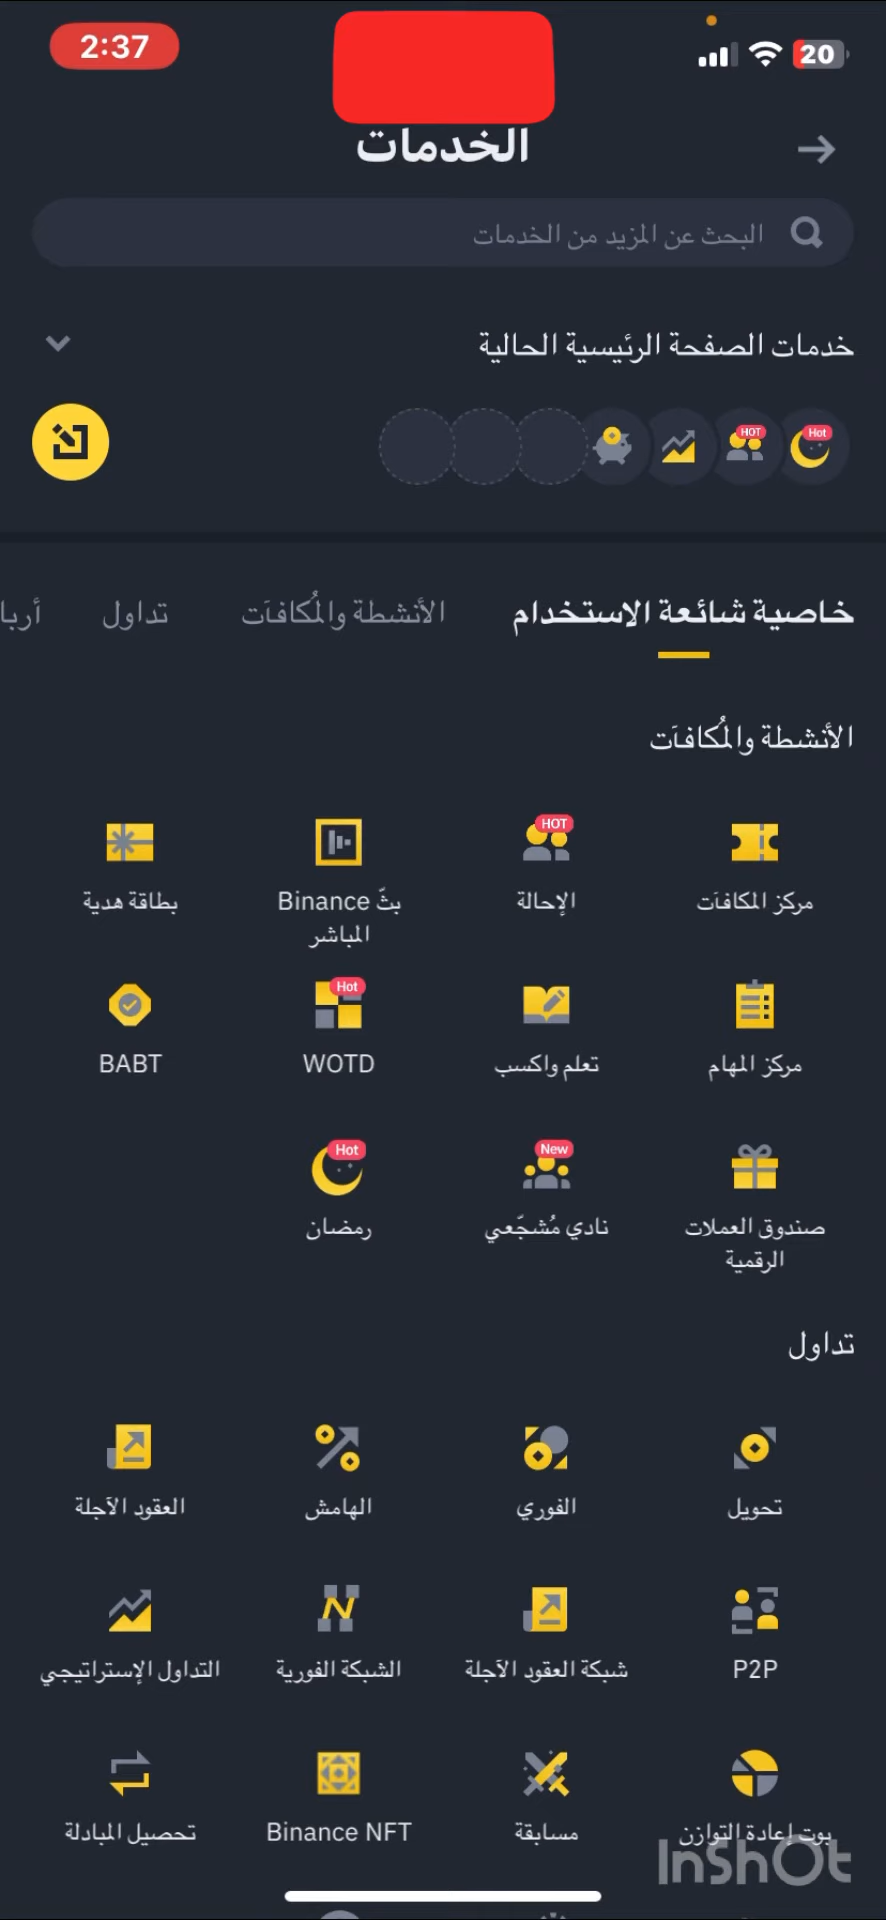 2:37
20
الخدمات
البحث عن المزيد من الخدمات
خدمات الصفحة الرئيسية الحالية
Hot
HOT
خاصية شائعة الاستخدام
الأنشطة والمُكافآت
تداول
أربا
الأنشطة والمُكافآت
HOT
مركز المكافآت
الإحالة
بثّ Binance
المباشر
بطاقة هدية
Hot
مركز المهام
تعلم واكسب
WOTD
BABT
New
Hot
صندوق العملات
الرقمية
نادي مُشجّعي
رمضان
تداول
تحويل
الفوري
الهامش
العقود الآجلة
P2P
شبكة العقود الآجلة
الشبكة الفورية
التداول الإستراتيجي
بوت إعادة التوازن
مسابقة
Binance NFT
تحصيل المبادلة
InShOt